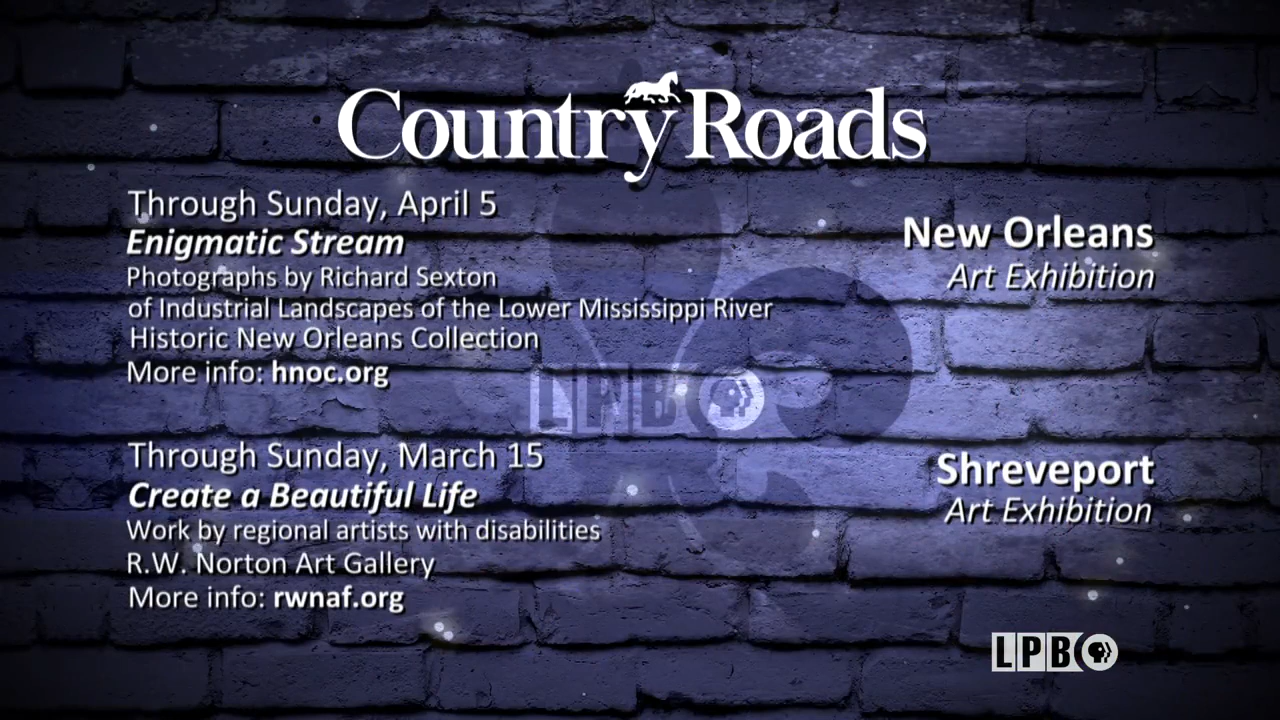 Country Roads
Through Sunday, April 5
Enigmatic Stream
Photographs by Richard Sexton
of Industrial Landscapes of the Lower Mississippi River
Historic New Orleans Collection
More info: hnoc.org
New Orleans
Art Exhibition
LPB
Through Sunday, March 15
Create a Beautiful Life
Work by regional artists with disabilities
R.W. Norton Art Gallery
More info: rwnaf.org
Shreveport
Art Exhibition
LPB